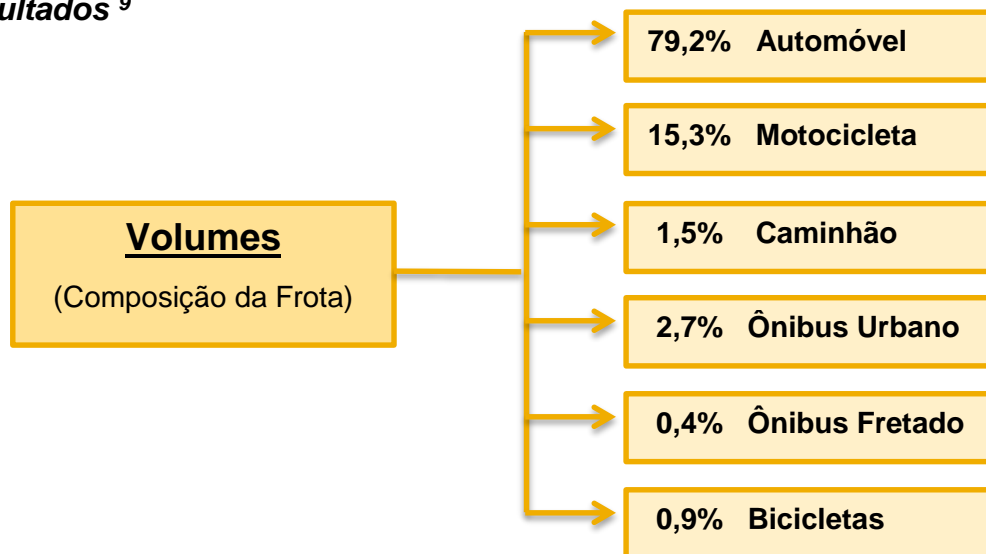 ultados 9
79,2% Automóvel
15,3% Motocicleta
1,5% Caminhão
Volumes
(Composição da Frota)
2,7% Ônibus Urbano
0,4% Ônibus Fretado
0,9% Bicicletas